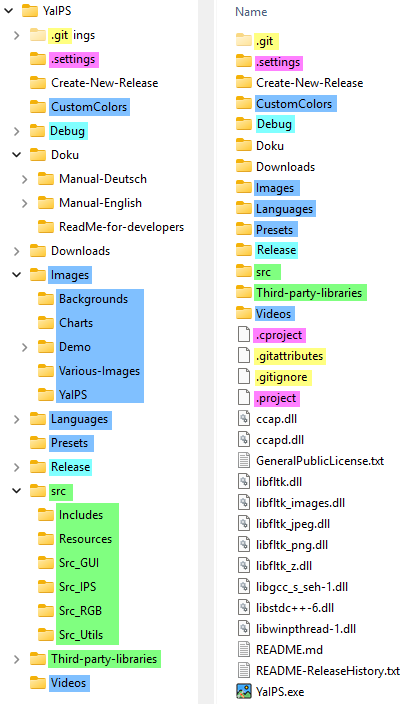 YaIPS
.git ings
.settings
Create-New-Release
CustomColors
Debug
Doku
Manual-Deutsch
Manual-English
ReadMe-for-developers
Downloads
Images
Backgrounds
Charts
Demo
Various-Images
YaIPS
Languages
Presets
Release
src
Includes
Resources
Src_GUI
Src_IPS
Src_RGB
Src_Utils
Third-party-libraries
Videos
Name
.git
.settings
Create-New-Release
CustomColors
Debug
Doku
Downloads
Images
Languages
Presets
Release
src
Third-party-libraries
Videos
.cproject
.gitattributes
.gitignore
.project
ccap.dll
ccapd.dll
GeneralPublicLicense.txt
libfltk.dll
libfltk_images.dll
libfltk_jpeg.dll
libfltk_png.dll
libfltk_z.dll
libgcc_s_seh-1.dll
libstdc++-6.dll
libwinpthread-1.dll
README.md
README-ReleaseHistory.txt
YaIPS.exe